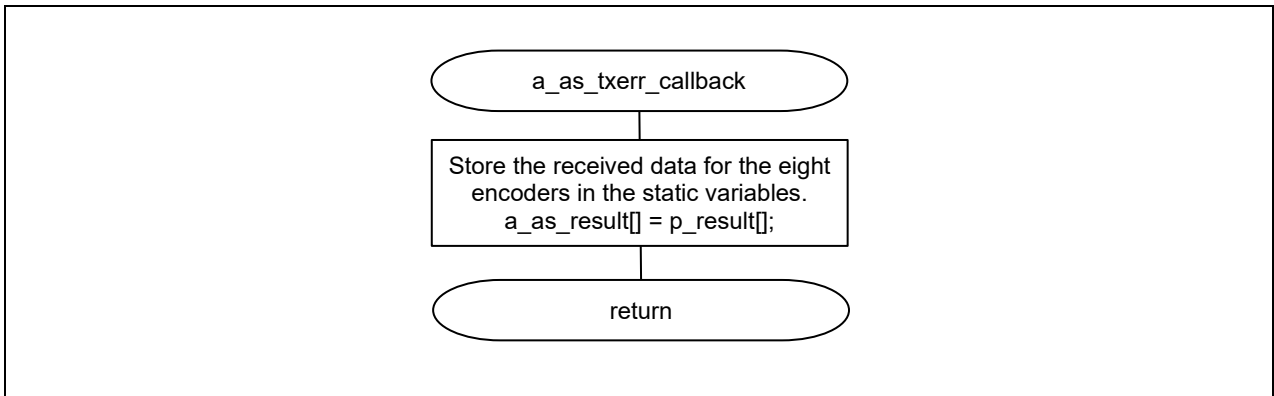 a_as_txerr_callback
Store the received data for the eight
encoders in the static variables.
a_as_result[] = p_result[];
return